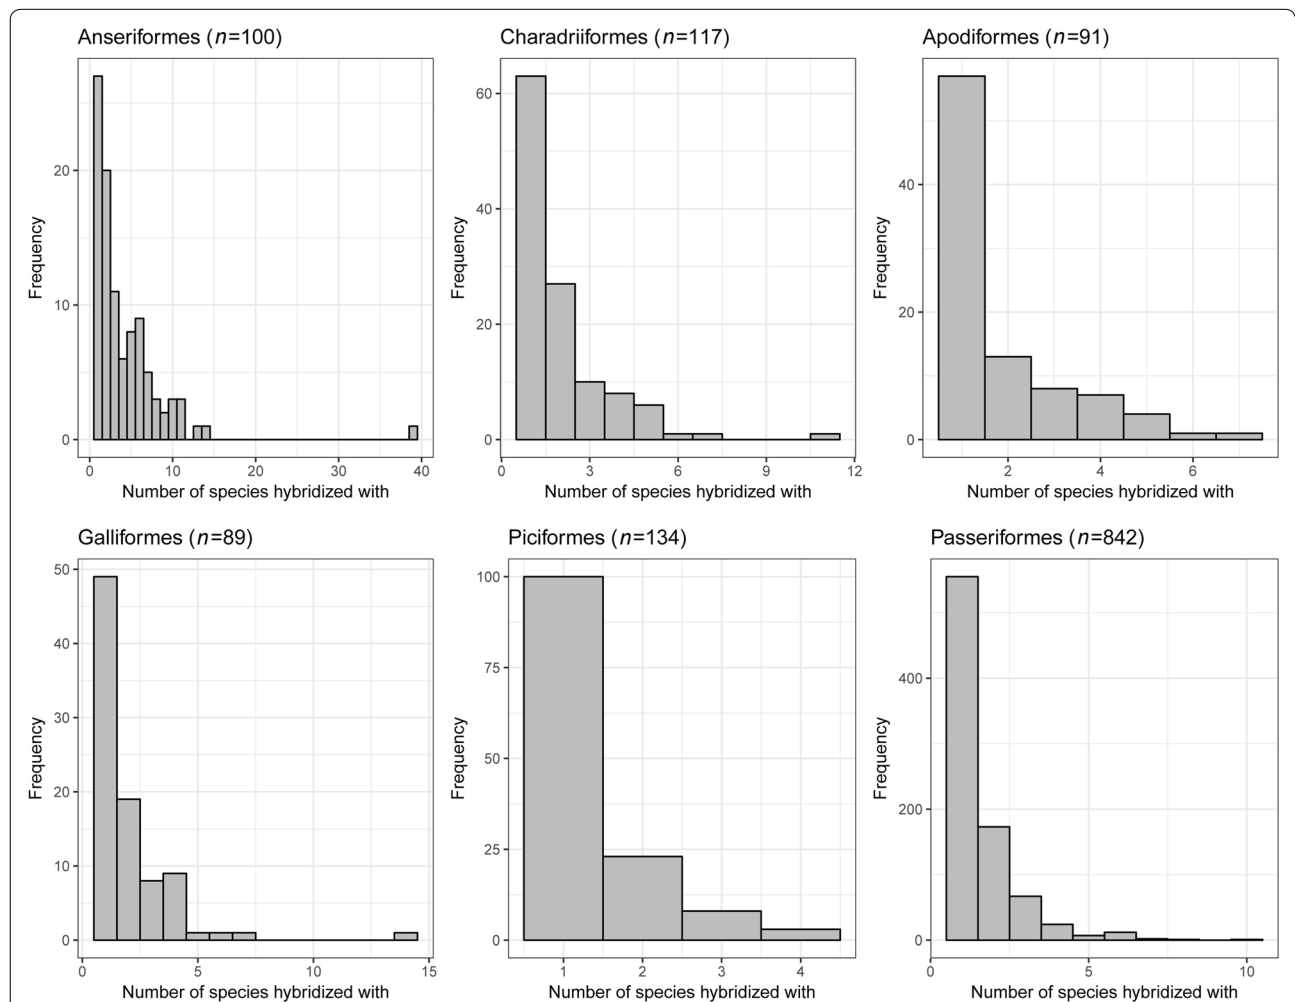 Anseriformes (n=100)
Charadriiformes (n=117)
Apodiformes (n=91)
Frequency
20
10
0
0 10 20 30 40
Number of species hybridized with
Frequency
60
40
20
0
0 3 6 9 12
Number of species hybridized with
Frequency
40
20
0
2 4 6
Number of species hybridized with
Galliformes (n=89)
Piciformes (n=134)
Passeriformes (n=842)
Frequency
50
40
30
20
10
0
0 5 10 15
Number of species hybridized with
Frequency
100
75
50
25
0
1 2 3 4
Number of species hybridized with
Frequency
400
200
0
0 5 10
Number of species hybridized with